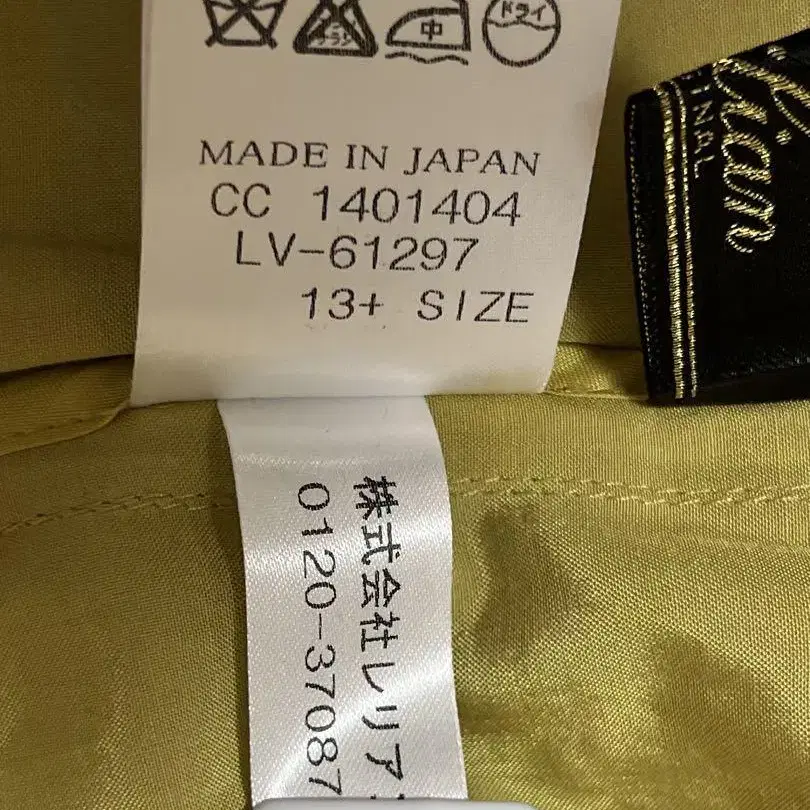 ドライ
中
MADE IN JAPAN
CC 1401404
LV-61297
13+ SIZE
株式会社レリア
0120-37087